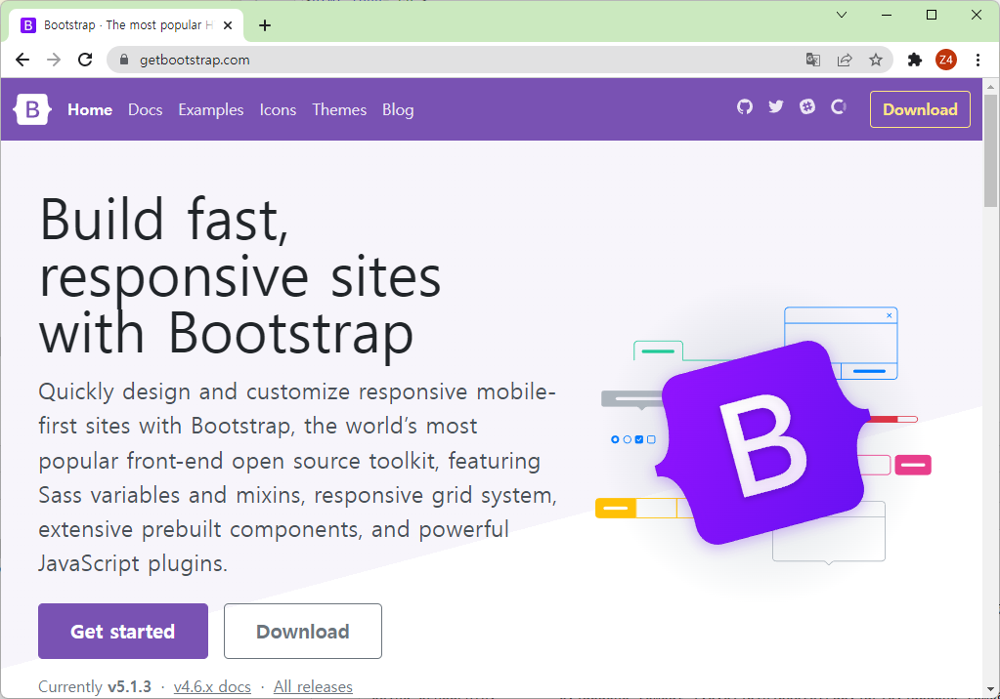 Bootstrap · The most popular H
getbootstrap.com
Z4
B Home Docs Examples Icons Themes Blog Download
Build fast,
responsive sites
with Bootstrap
Quickly design and customize responsive mobile-
first sites with Bootstrap, the world’s most
popular front-end open source toolkit, featuring
Sass variables and mixins, responsive grid system,
extensive prebuilt components, and powerful
JavaScript plugins.
B
Get started Download
Currently v5.1.3 · v4.6.x docs · All releases